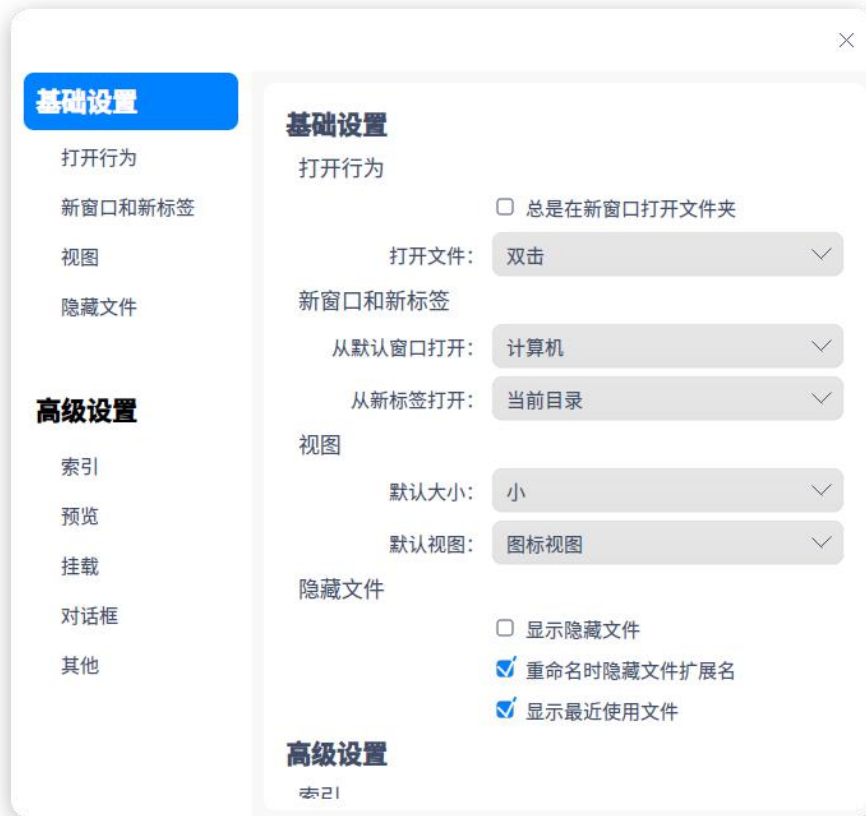 基础设置
打开行为
新窗口和新标签
视图
隐藏文件
高级设置
索引
预览
挂载
对话框
其他
基础设置
打开行为
总是在新窗口打开文件夹
打开文件： 双击
新窗口和新标签
从默认窗口打开： 计算机
从新标签打开： 当前目录
视图
默认大小： 小
默认视图： 图标视图
隐藏文件
显示隐藏文件
重命名时隐藏文件扩展名
显示最近使用文件
高级设置
索引